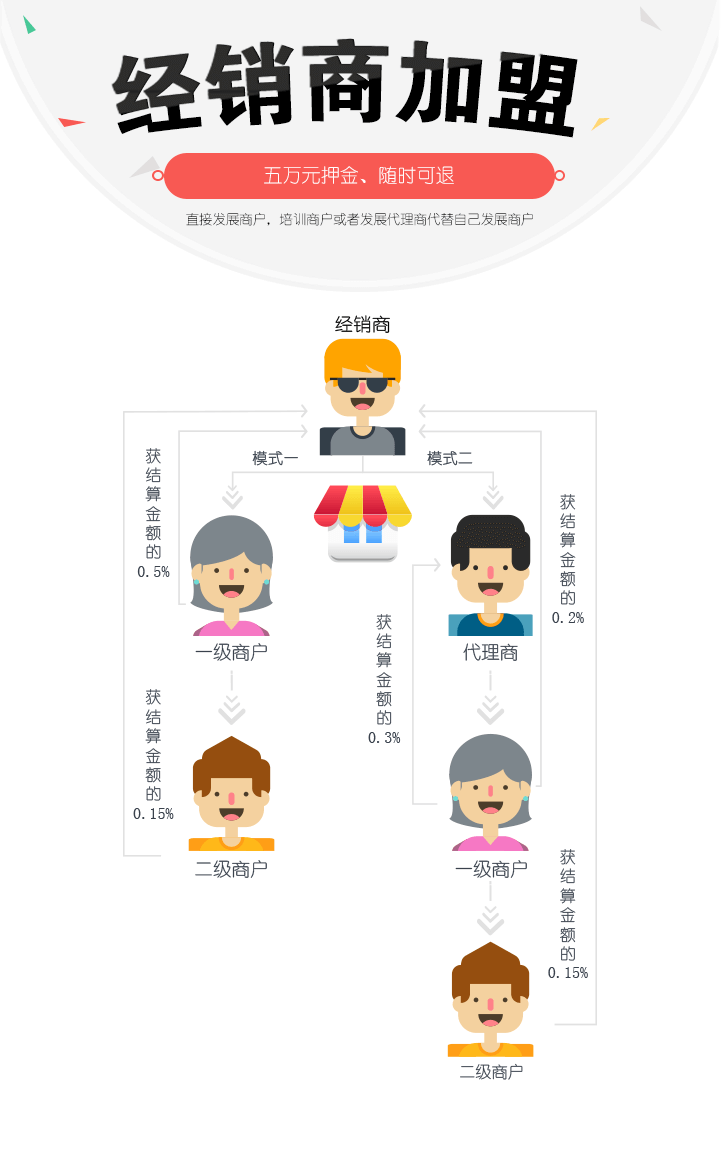 经销商加盟
五万元押金、随时可退
直接发展商户，培训商户或者发展代理商代替自己发展商户
经销商
模式一
模式二
获结算金额的
0.5%
获结算金额的
0.2%
获结算金额的
0.3%
一级商户
代理商
获结算金额的
0.15%
二级商户
一级商户
获结算金额的
0.15%
二级商户